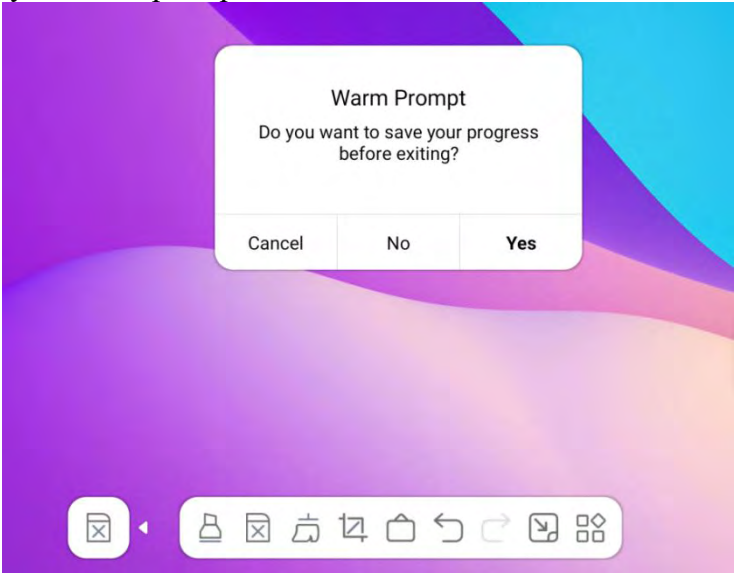 Warm Prompt
Do you want to save your progress
before exiting?
Cancel No Yes